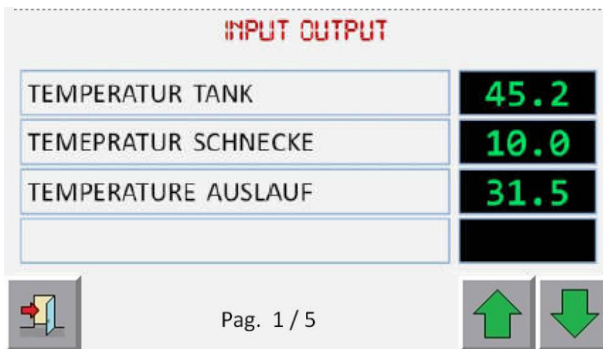 INPUT OUTPUT
TEMPERATUR TANK 45.2
TEMEPRATUR SCHNECKE 10.0
TEMPERATURE AUSLAUF 31.5
Pag. 1 / 5